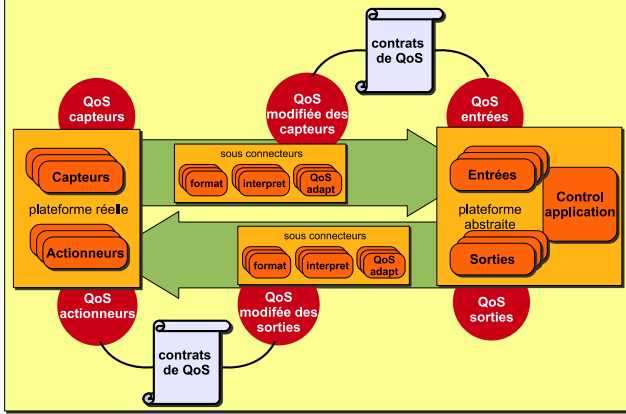 contrats
de QoS
QoS
capteurs
QoS
modifiée des
capteurs
QoS
entrées
sous connecteurs
format
interpret
QoS
adapt
Capteurs
plateforme réelle
Actionneurs
Entrées
plateforme
abstraite
Sorties
Control
application
sous connecteurs
format
interpret
QoS
adapt
QoS
actionneurs
QoS
modifée des
sorties
QoS
sorties
contrats
de QoS